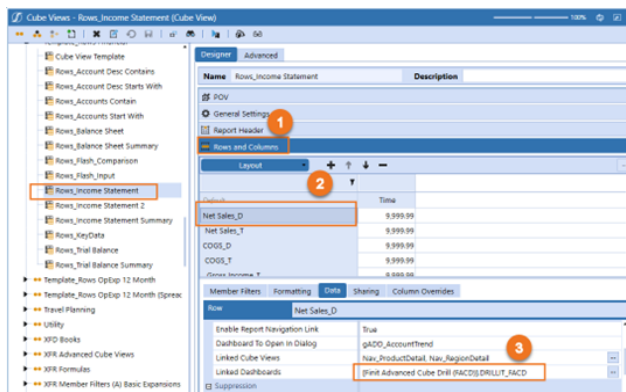 Cube Views - Rows_Income Statement (Cube View)
100%
Cube View Template
Rows_Account Desc Contains
Rows_Account Desc Starts With
Rows_Accounts Contain
Rows_Accounts Start With
Rows_Balance Sheet
Rows_Balance Sheet Summary
Rows_Flash_Comparison
Rows_Flash_Input
Rows_Income Statement
Rows_Income Statement 2
Rows_Income Statement Summary
Rows_KeyData
Rows_Trial Balance
Rows_Trial Balance Summary
Template_Rows OpExp 12 Month
Template_Rows OpExp 12 Month (Spreac
Travel Planning
Utility
XFD Books
XFR Advanced Cube Views
XFR Formulas
XFR Member Filters (A) Basic Expansions
Designer Advanced
Name Rows_Income Statement Description
POV
General Settings
1
Report Header
Rows and Columns
Layout
2
Default Time
Net Sales_D 9,999.99
Net Sales_T 9,999.99
COGS_D 9,999.99
COGS_T 9,999.99
Gross Income_T 9,999.99
Member Filters Formatting Data Sharing Column Overrides
Row Net Sales_D
Enable Report Navigation Link True
Dashboard To Open In Dialog gADD_AccountTrend
3
Linked Cube Views Nav_ProductDetail, Nav_RegionDetail
Linked Dashboards [Finit Advanced Cube Drill (FACD)].DRILLIT_FACD
Suppression